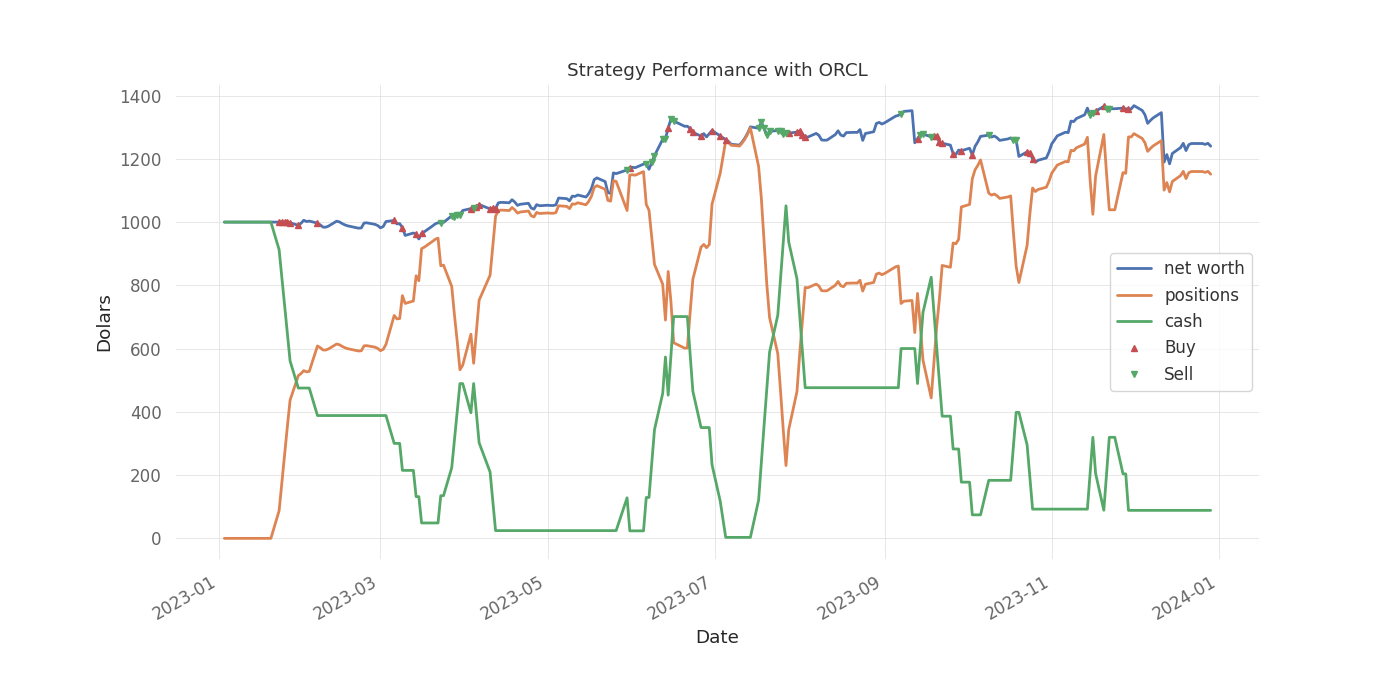 Strategy Performance with ORCL
1400
1200
1000
800
600
400
200
0
Dolars
net worth
positions
cash
Buy
Sell
2023-01
2023-03
2023-05
2023-07
2023-09
2023-11
2024-01
Date